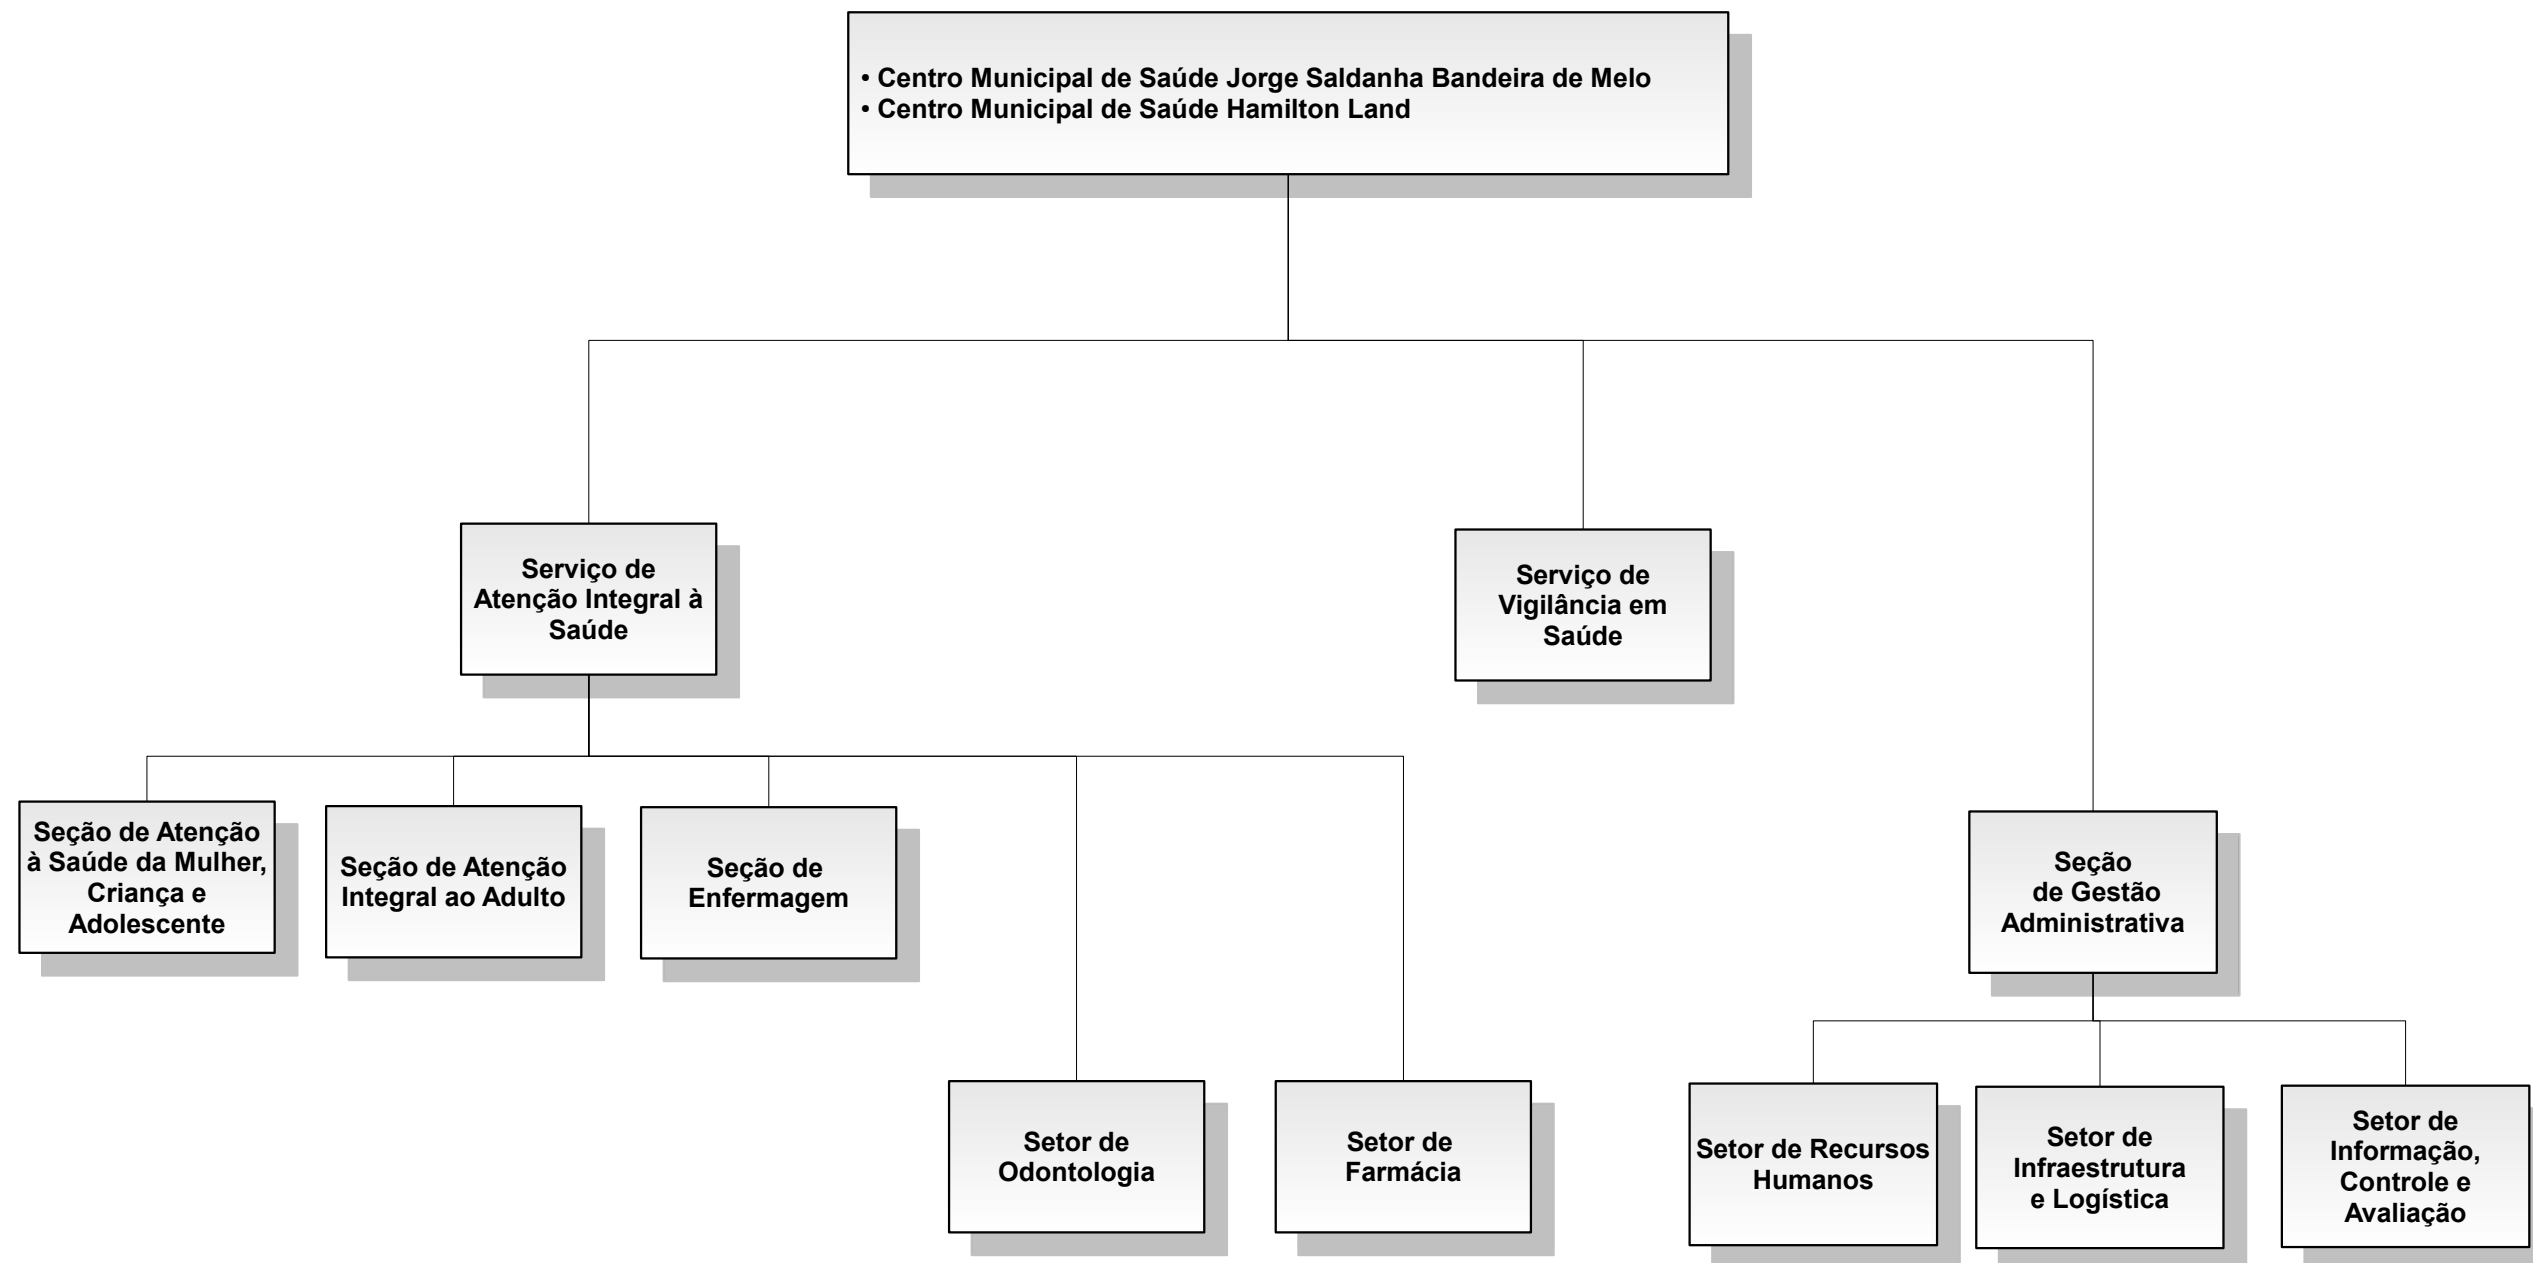 • Centro Municipal de Saúde Jorge Saldanha Bandeira de Melo
• Centro Municipal de Saúde Hamilton Land
Serviço de
Atenção Integral à
Saúde
Serviço de
Vigilância em
Saúde
Seção de Atenção
à Saúde da Mulher,
Criança e
Adolescente
Seção de Atenção
Integral ao Adulto
Seção de
Enfermagem
Seção
de Gestão
Administrativa
Setor de
Odontologia
Setor de
Farmácia
Setor de Recursos
Humanos
Setor de
Infraestrutura
e Logística
Setor de
Informação,
Controle e
Avaliação